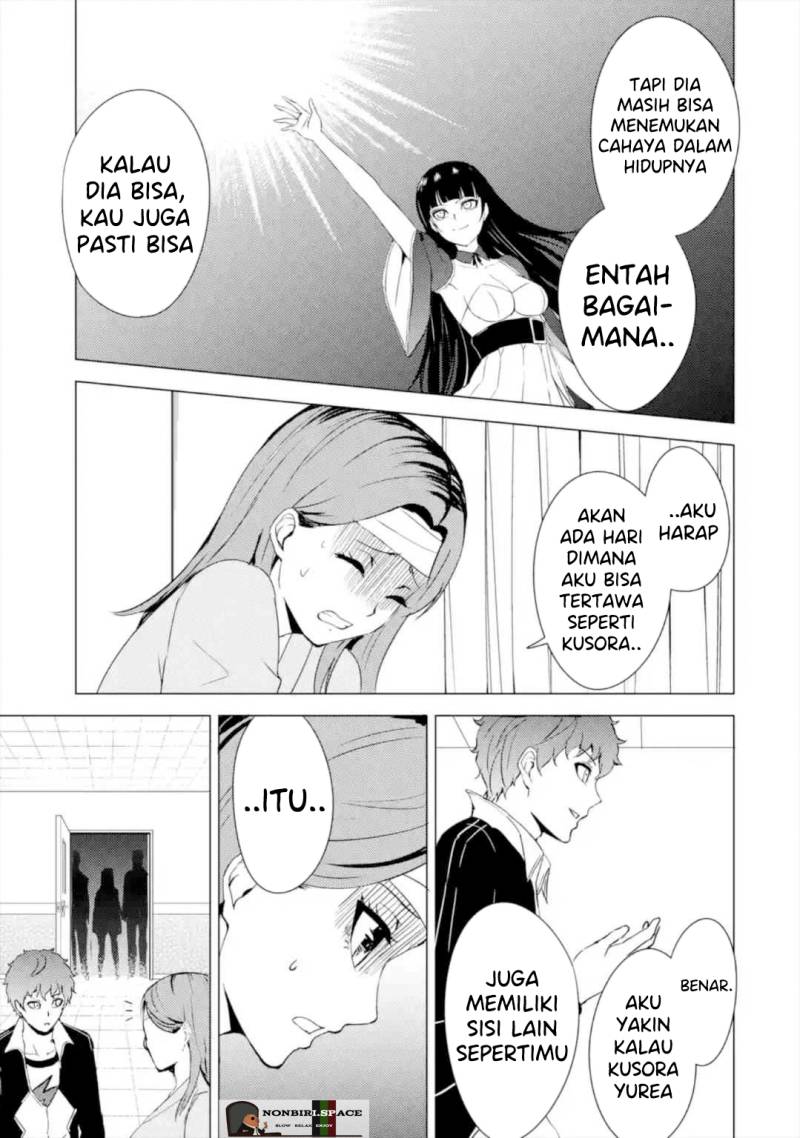 TAPI DIA
MASIH BISA
MENEMUKAN
CAHAYA DALAM
HIDUPNYA
ENTAH
BAGAI-
MANA..
KALAU
DIA BISA,
KAU JUGA
PASTI BISA
..AKU
HARAP
AKAN
ADA HARI
DIMANA
AKU BISA
TERTAWA
SEPERTI
KUSORA..
BENAR.
AKU
YAKIN
KALAU
KUSORA
YUREA
JUGA
MEMILIKI
SISI LAIN
SEPERTIMU
..ITU..
NONBIRI.SPACE
SLOW RELAX ENJOY